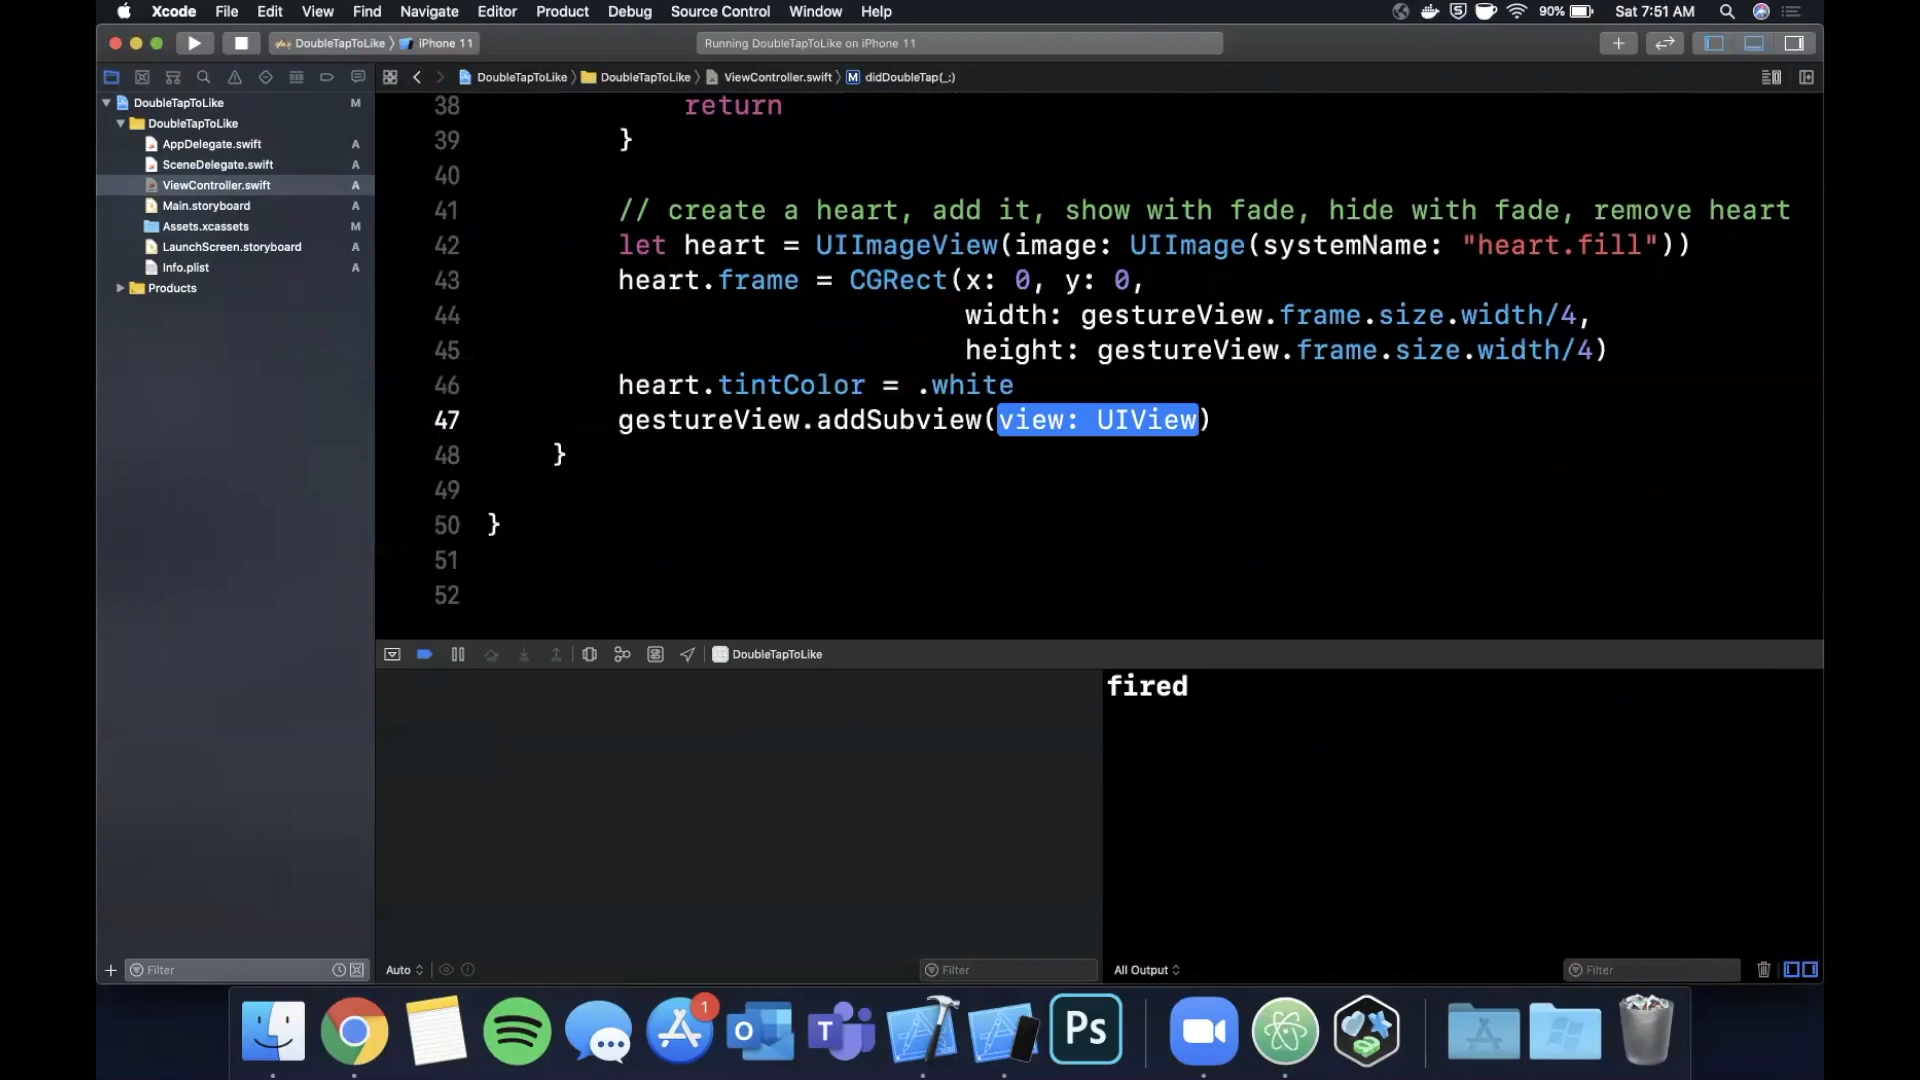 Xcode File Edit View Find Navigate Editor Product Debug Source Control Window Help 90% Sat 7:51 AM
DoubleTapToLike iPhone 11 Running DoubleTapToLike on iPhone 11
DoubleTapToLike DoubleTapToLike ViewController.swift M didDoubleTap(_:)
DoubleTapToLike M
DoubleTapToLike
AppDelegate.swift A
SceneDelegate.swift A
ViewController.swift A
Main.storyboard A
Assets.xcassets M
LaunchScreen.storyboard A
Info.plist A
Products
38 return
39 }
40
41 // create a heart, add it, show with fade, hide with fade, remove heart
42 let heart = UIImageView(image: UIImage(systemName: "heart.fill"))
43 heart.frame = CGRect(x: 0, y: 0,
44 width: gestureView.frame.size.width/4,
45 height: gestureView.frame.size.width/4)
46 heart.tintColor = .white
47 gestureView.addSubview(view: UIView)
48 }
49
50 }
51
52
DoubleTapToLike
fired
Filter Auto Filter All Output Filter
1
Ps